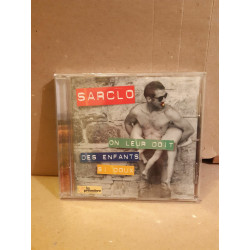 SARCLO
ON LEUR DOIT
DES ENFANTS